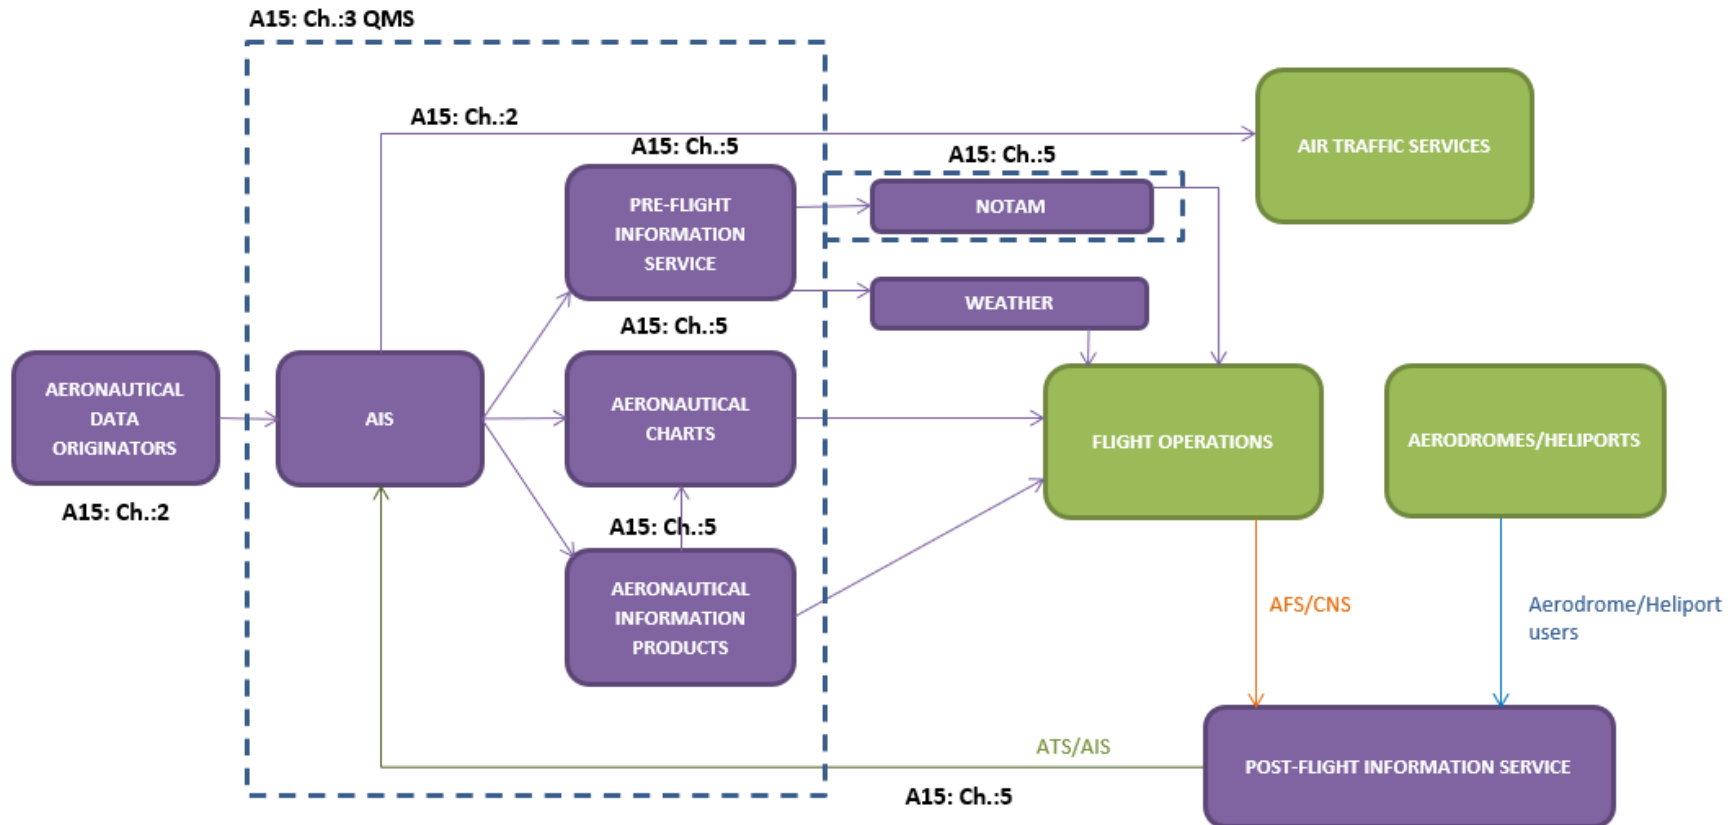 A15: Ch.:3 QMS
A15: Ch.:2
A15: Ch.:5
A15: Ch.:5
AIR TRAFFIC SERVICES
PRE-FLIGHT
INFORMATION
SERVICE
NOTAM
WEATHER
A15: Ch.:5
AERONAUTICAL
DATA
ORIGINATORS
AIS
AERONAUTICAL
CHARTS
FLIGHT OPERATIONS
AERODROMES/HELIPORTS
A15: Ch.:2
A15: Ch.:5
AERONAUTICAL
INFORMATION
PRODUCTS
AFS/CNS
Aerodrome/Heliport
users
ATS/AIS
POST-FLIGHT INFORMATION SERVICE
A15: Ch.:5